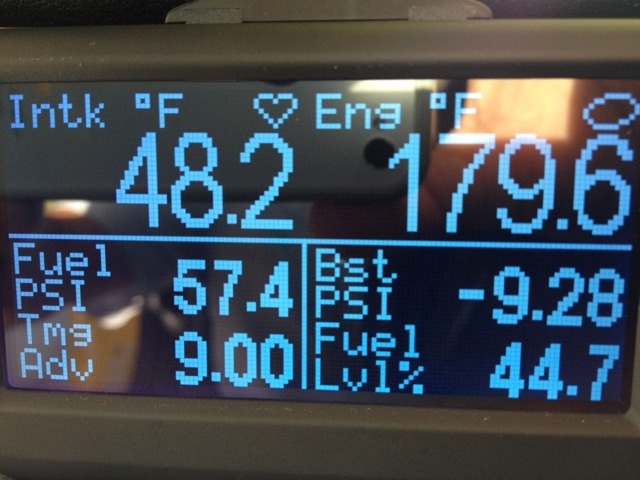 Intk °F Eng °F
48.2 179.6
Fuel PSI 57.4 Bst PSI -9.28
Tmg Adv 9.00 Fuel Lvl% 44.7